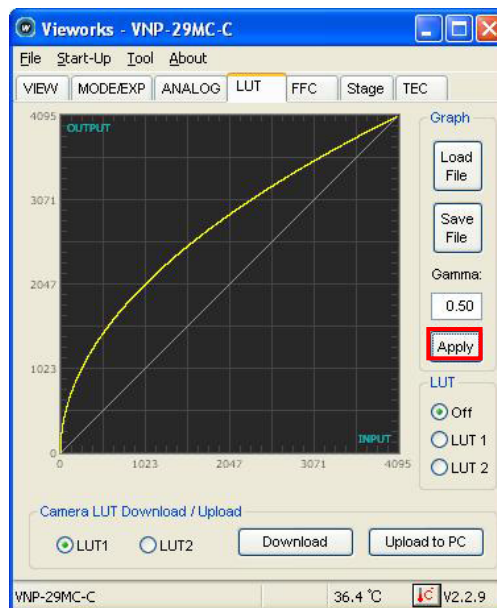 Vieworks - VNP-29MC-C
File Start-Up Tool About
VIEW MODE/EXP ANALOG LUT FFC Stage TEC
4095
OUTPUT
3071
2047
1023
0
INPUT
0 1023 2047 3071 4095
Graph
Load
File
Save
File
Gamma:
0.50
Apply
LUT
Off
LUT 1
LUT 2
Camera LUT Download / Upload
LUT1 LUT2 Download Upload to PC
VNP-29MC-C 36.4 ℃ ℃ V2.2.9